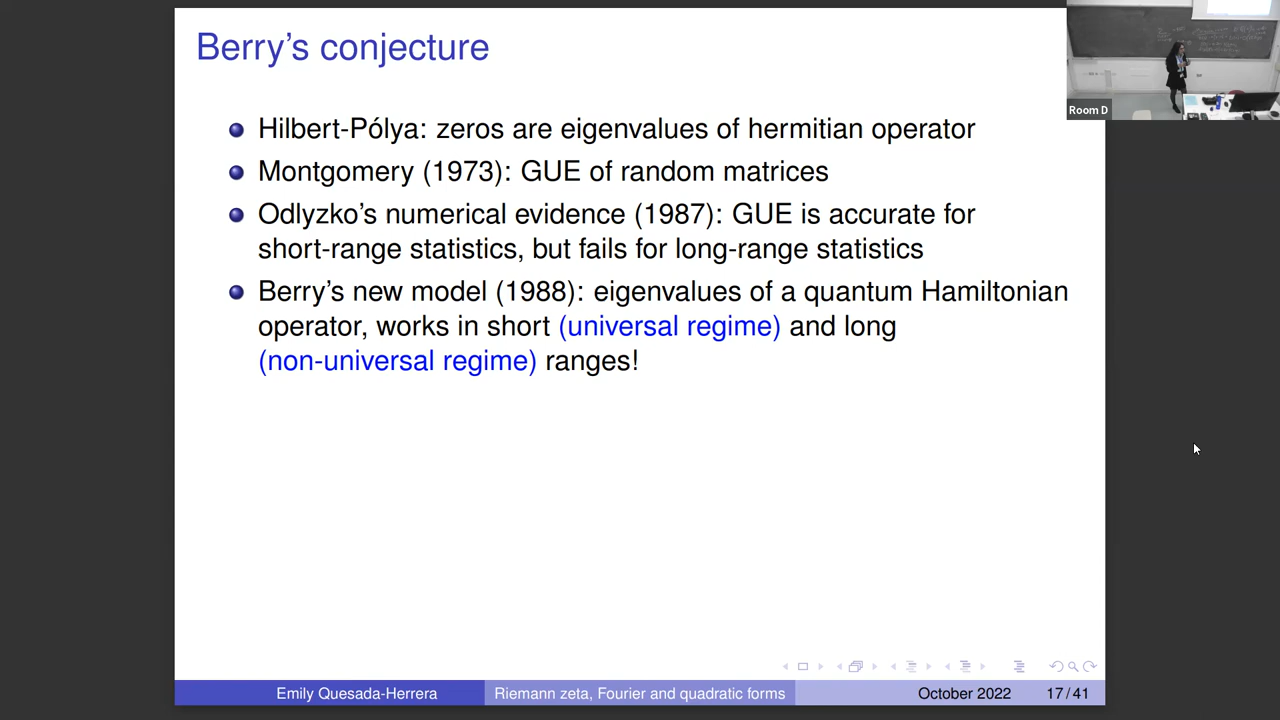 Berry's conjecture
Room D
Hilbert-Pólya: zeros are eigenvalues of hermitian operator
Montgomery (1973): GUE of random matrices
Odlyzko's numerical evidence (1987): GUE is accurate for
short-range statistics, but fails for long-range statistics
Berry's new model (1988): eigenvalues of a quantum Hamiltonian
operator, works in short (universal regime) and long
(non-universal regime) ranges!
Emily Quesada-Herrera Riemann zeta, Fourier and quadratic forms October 2022 17/41